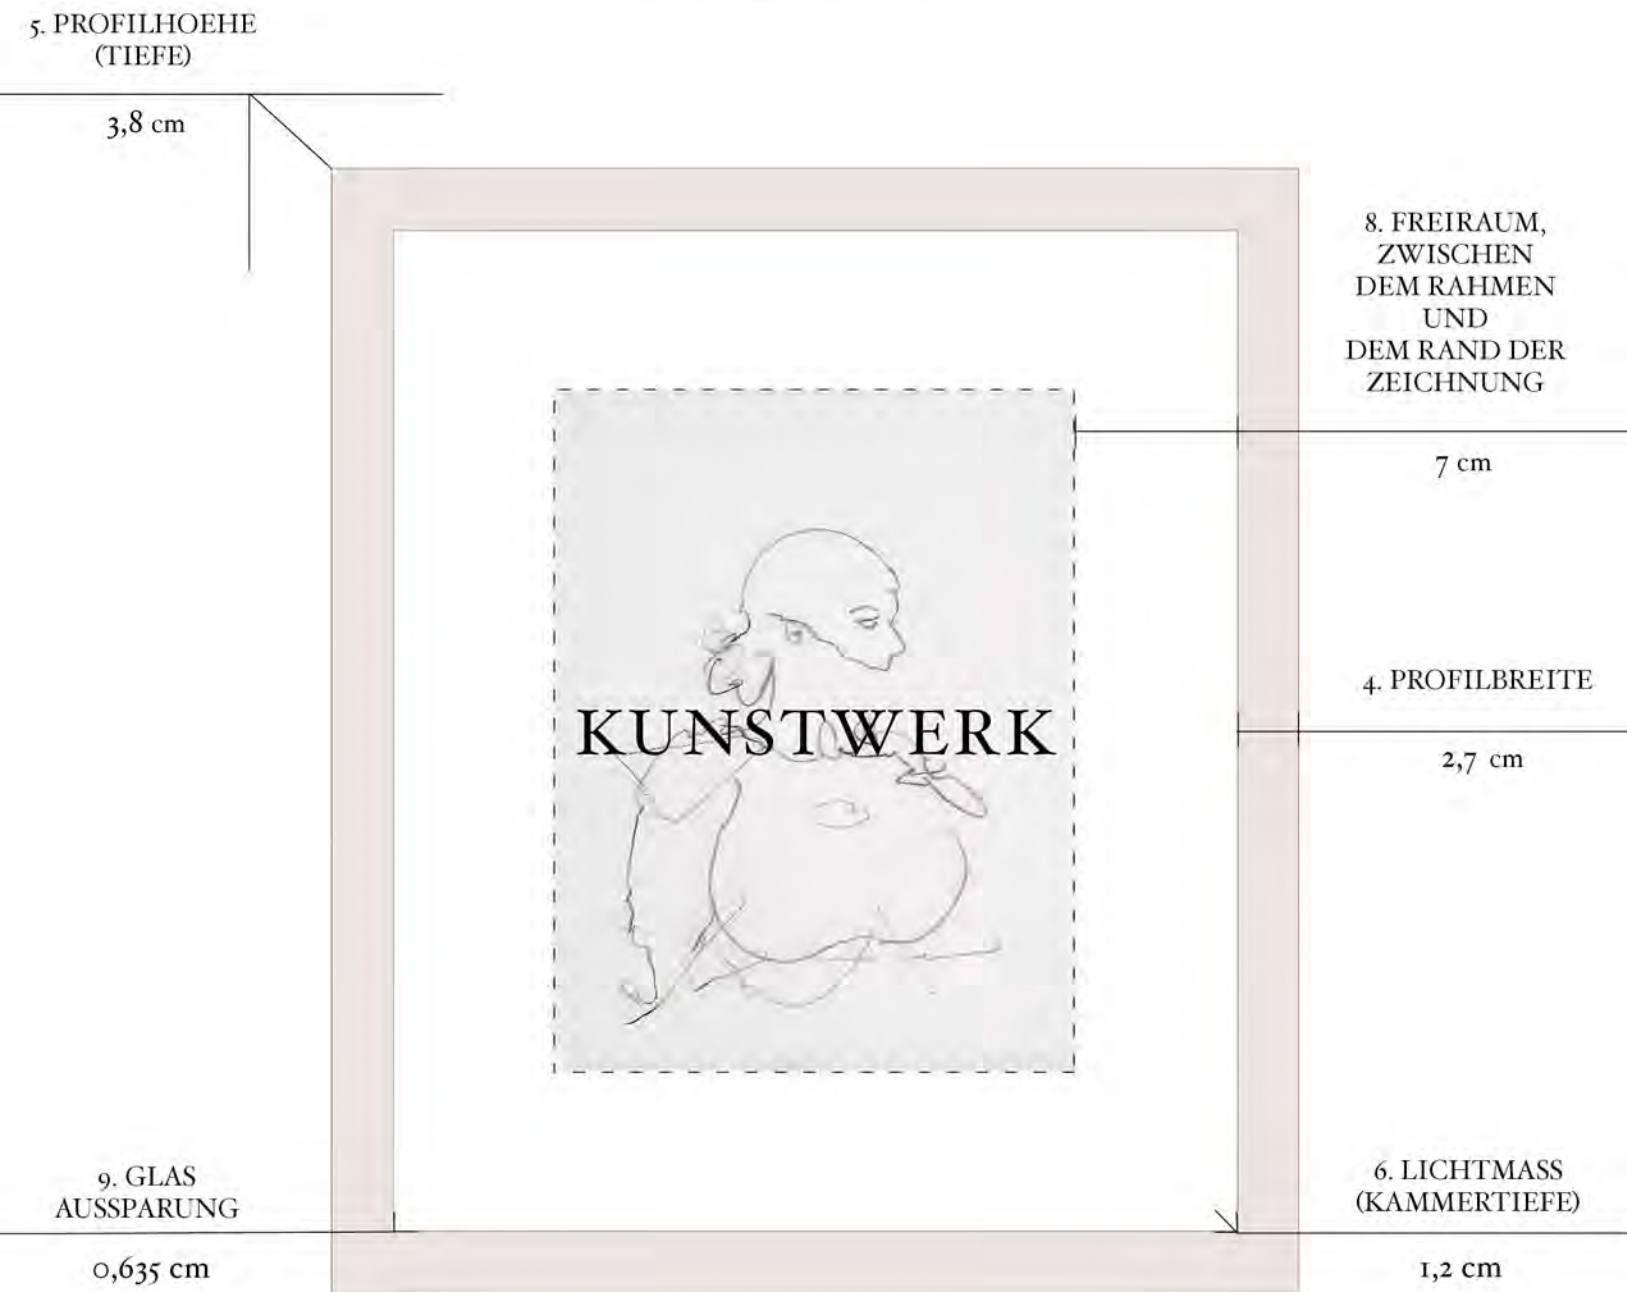 5. PROFILHOEHE
(TIEFE)
3,8 cm
8. FREIRAUM,
ZWISCHEN
DEM RAHMEN
UND
DEM RAND DER
ZEICHNUNG
7 cm
4. PROFILBREITE
2,7 cm
KUNSTWERK
9. GLAS
AUSSPARUNG
0,635 cm
6. LICHTMASS
(KAMMERTIEFE)
1,2 cm